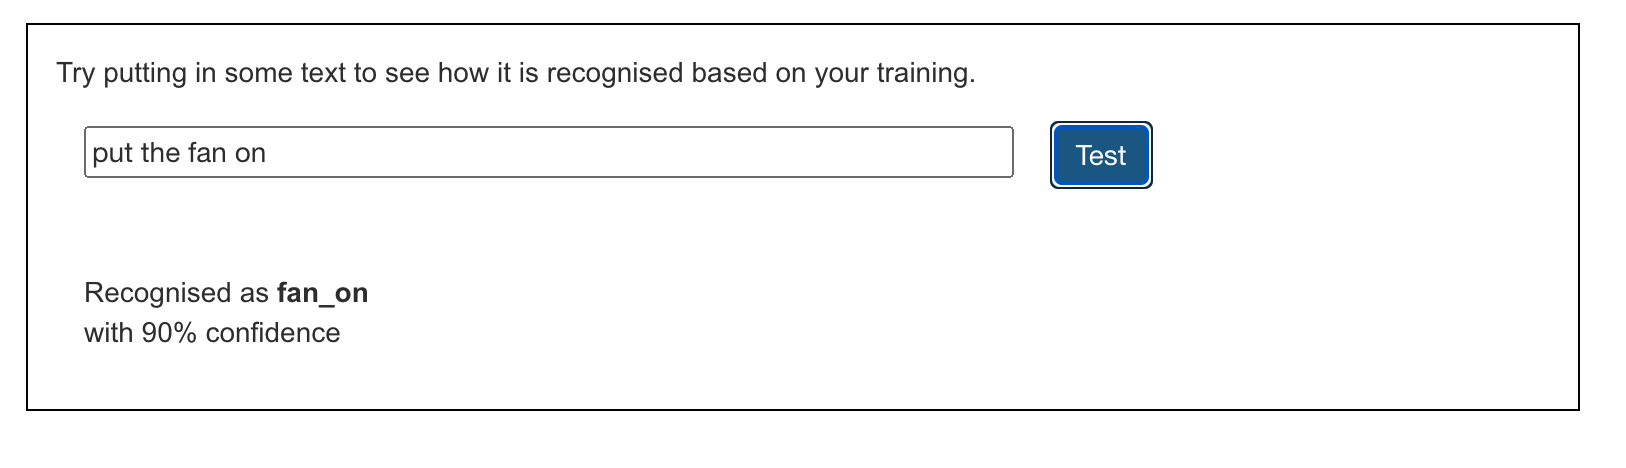 Try putting in some text to see how it is recognised based on your training.
put the fan on
Test
Recognised as fan_on
with 90% confidence